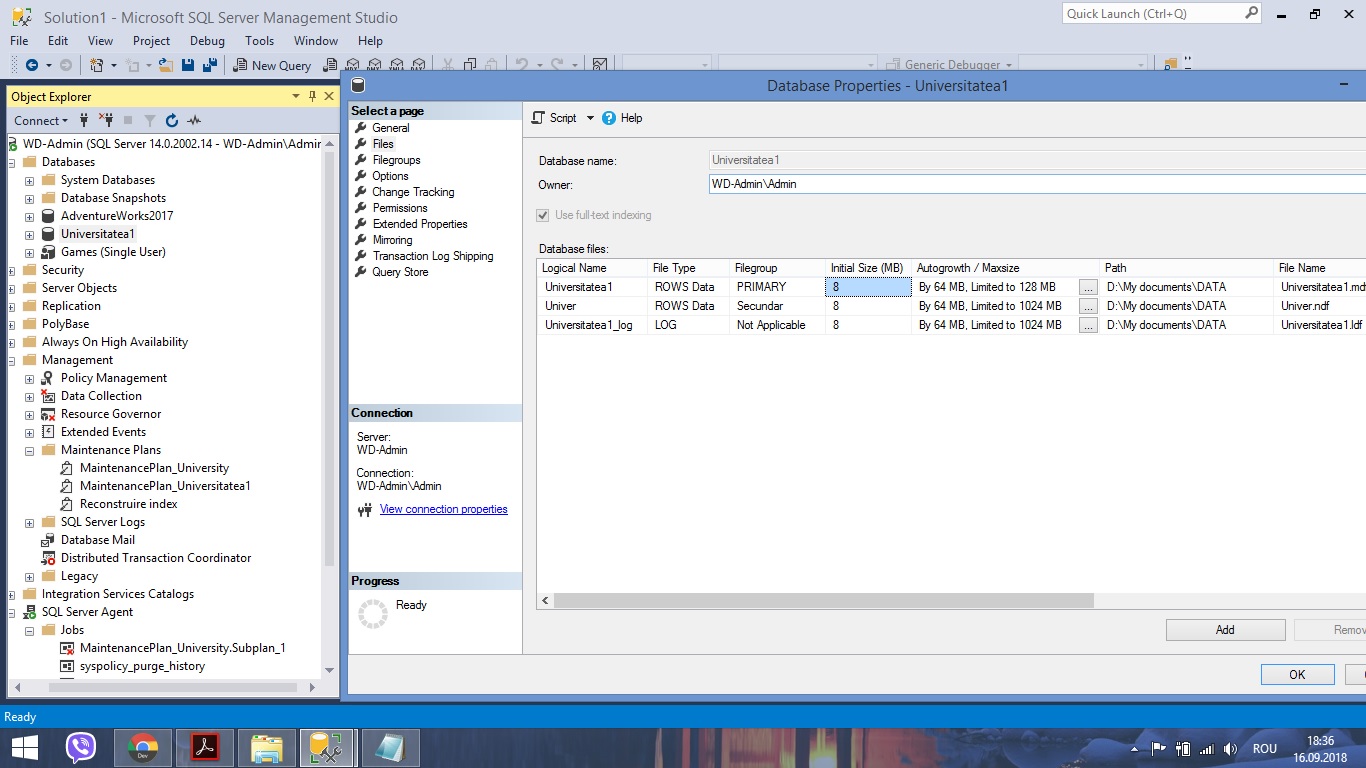 Solution1 - Microsoft SQL Server Management Studio
Quick Launch (Ctrl+Q)
File Edit View Project Debug Tools Window Help
New Query
Generic Debugger
Object Explorer
Connect
WD-Admin (SQL Server 14.0.2002.14 - WD-Admin\Admir
Databases
System Databases
Database Snapshots
AdventureWorks2017
Universitatea1
Games (Single User)
Security
Server Objects
Replication
PolyBase
Always On High Availability
Management
Policy Management
Data Collection
Resource Governor
Extended Events
Maintenance Plans
MaintenancePlan_University
MaintenancePlan_Universitatea1
Reconstruire index
SQL Server Logs
Database Mail
Distributed Transaction Coordinator
Legacy
Integration Services Catalogs
SQL Server Agent
Jobs
MaintenancePlan_University.Subplan_1
syspolicy_purge_history
Database Properties - Universitatea1
Select a page
General
Files
Filegroups
Options
Change Tracking
Permissions
Extended Properties
Mirroring
Transaction Log Shipping
Query Store
Connection
Server:
WD-Admin
Connection:
WD-Admin\Admin
View connection properties
Progress
Ready
Script Help
Database name: Universitatea1
Owner: WD-Admin\Admin
Use full-text indexing
Database files:
Logical Name File Type Filegroup Initial Size (MB) Autogrowth / Maxsize Path File Name
Universitatea1 ROWS Data PRIMARY 8 By 64 MB, Limited to 128 MB ... D:\My documents\DATA Universitatea1.md
Univer ROWS Data Secundar 8 By 64 MB, Limited to 1024 MB ... D:\My documents\DATA Univer.ndf
Universitatea1_log LOG Not Applicable 8 By 64 MB, Limited to 1024 MB ... D:\My documents\DATA Universitatea1.ldf
Add Remov
OK
Ready
Dev
ROU
18:36
16.09.2018